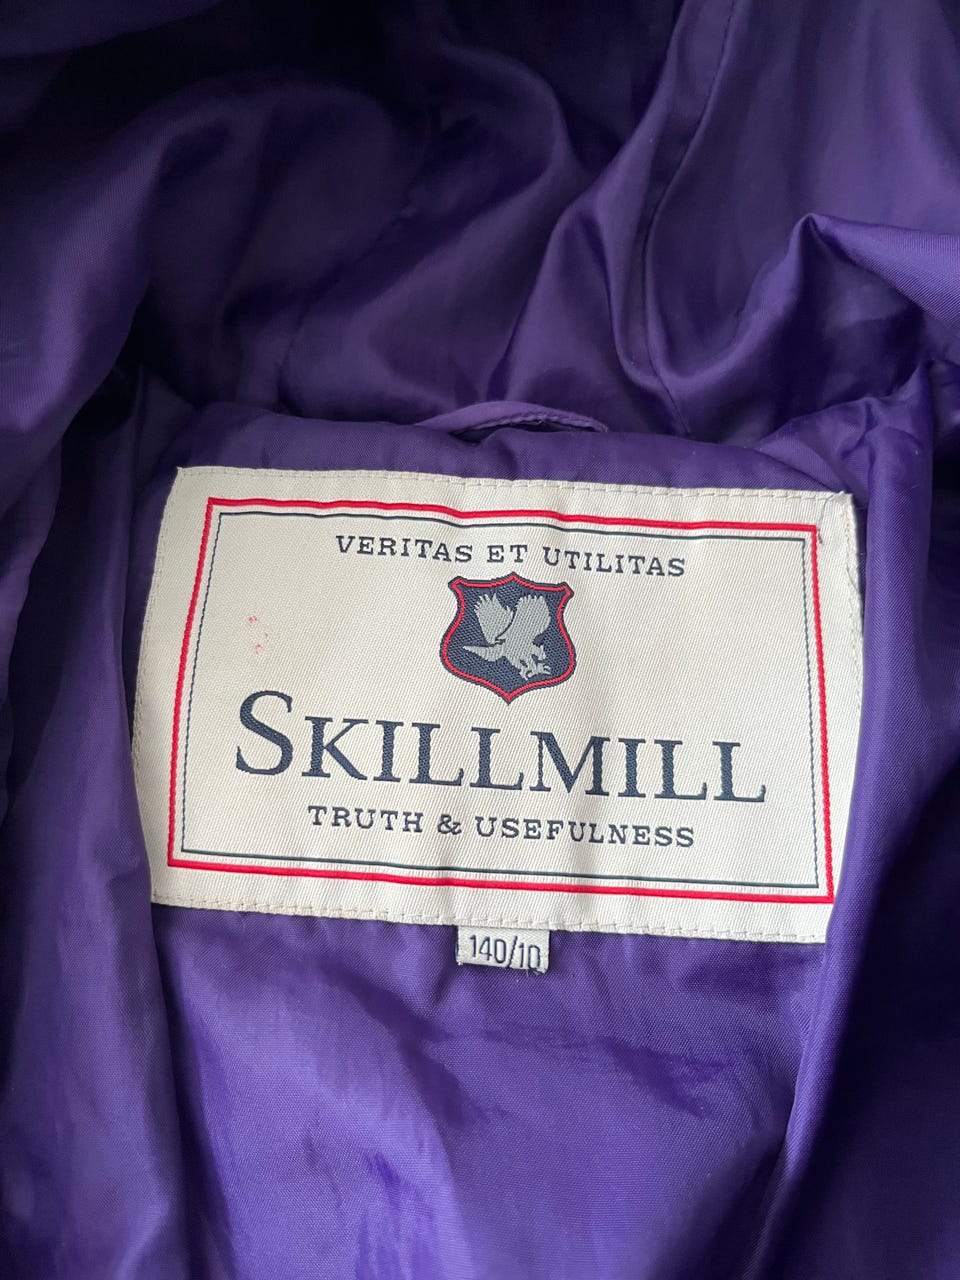 VERITAS ET UTILITAS
SKILLMILL
TRUTH & USEFULNESS
140/10